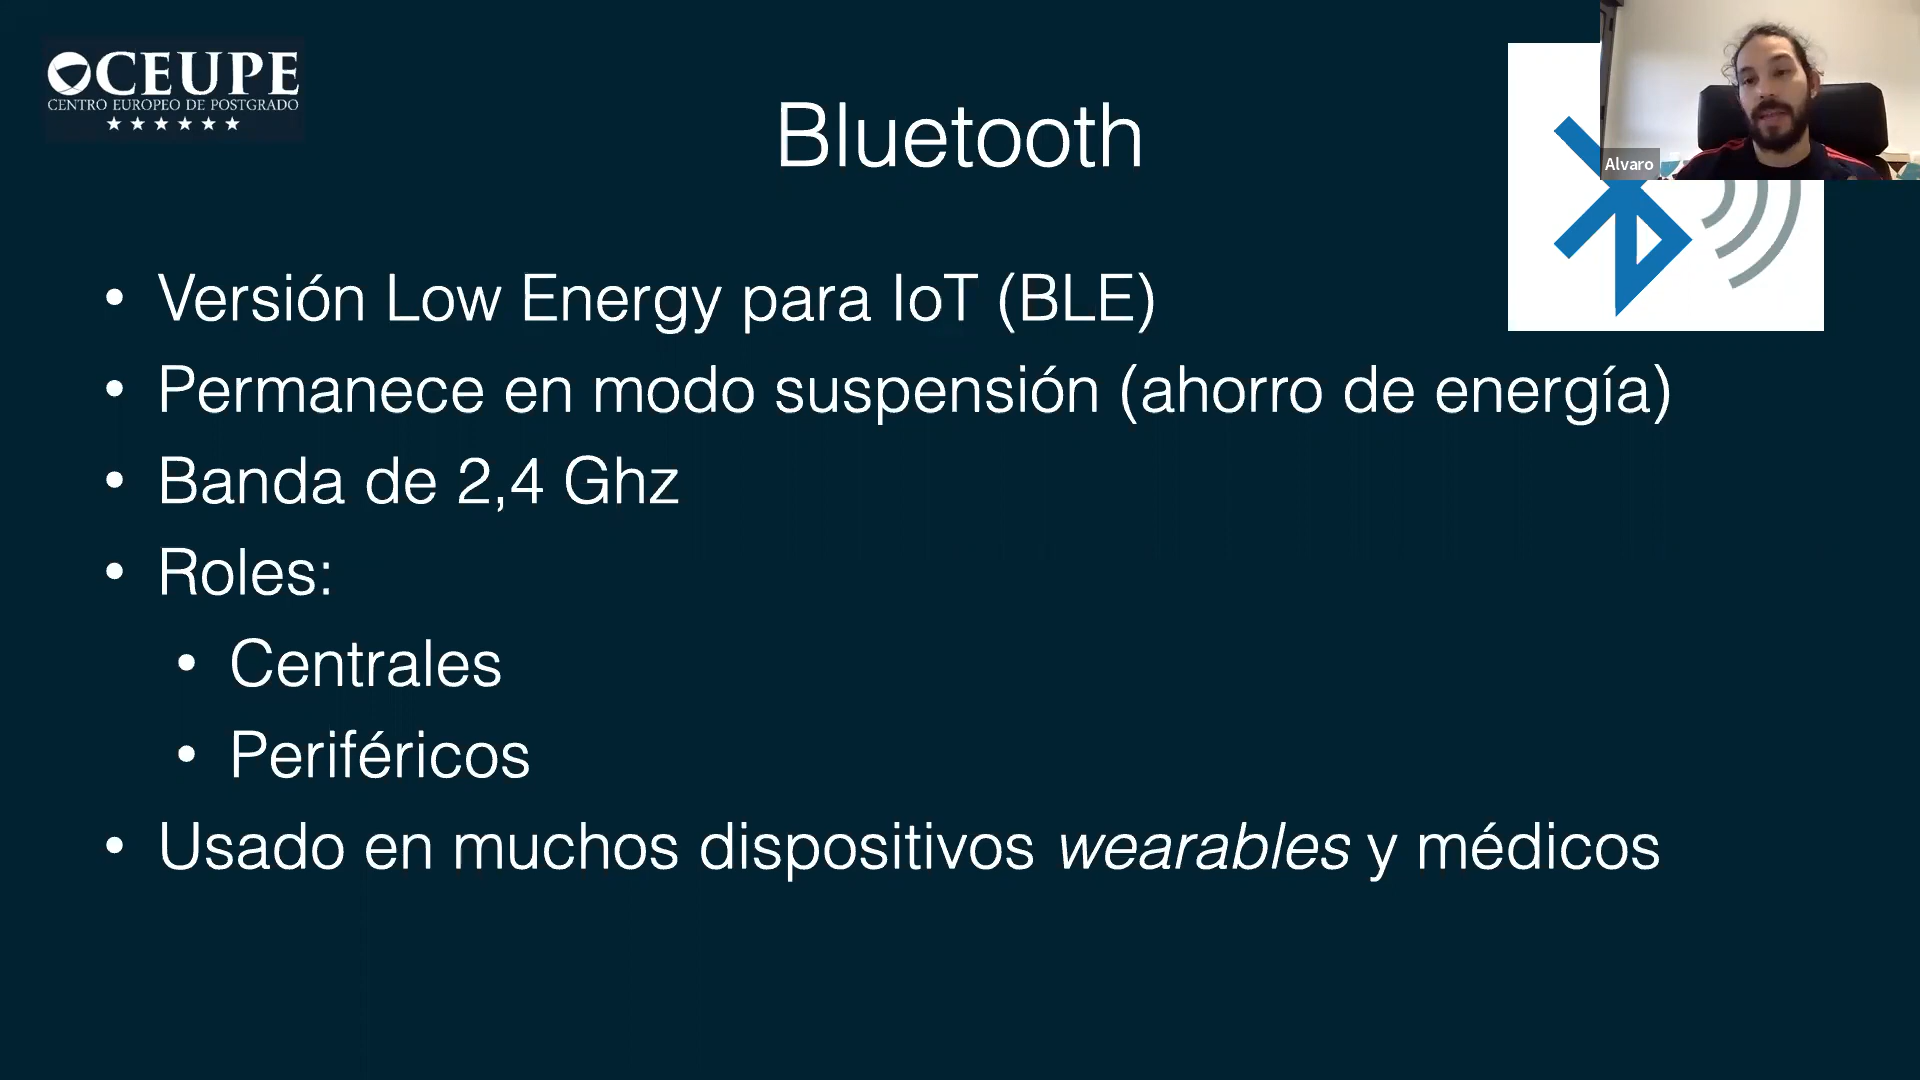 CEUPE
CENTRO EUROPEO DE POSTGRADO
Bluetooth
Alvaro
• Versión Low Energy para IoT (BLE)
• Permanece en modo suspensión (ahorro de energía)
• Banda de 2,4 Ghz
• Roles:
• Centrales
• Periféricos
• Usado en muchos dispositivos wearables y médicos